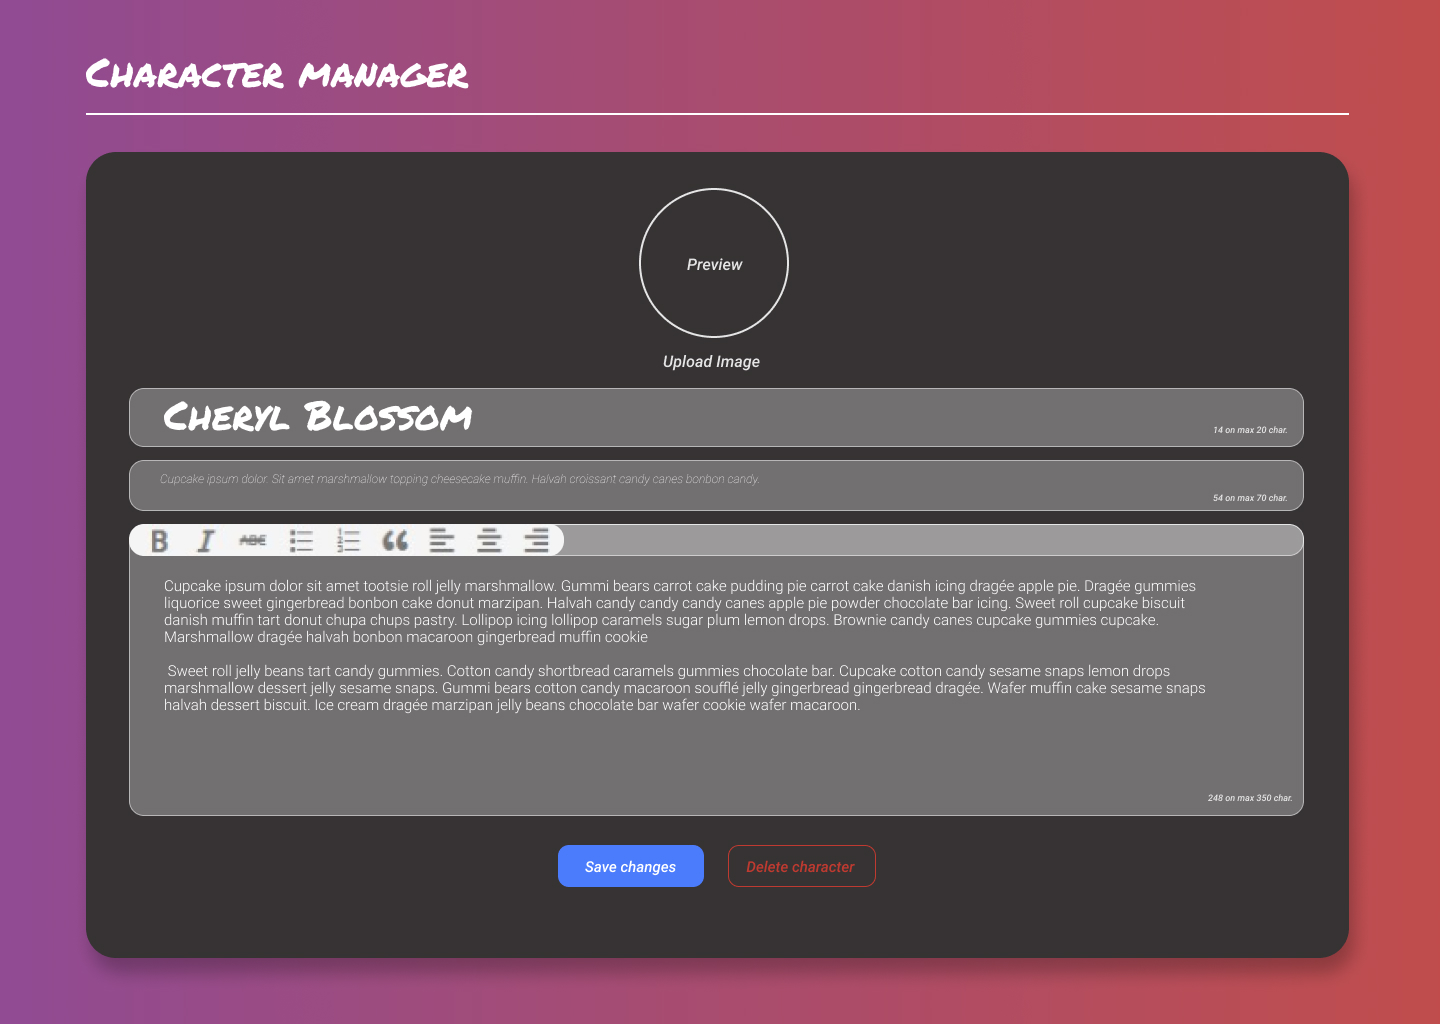 Character manager
Preview
Upload Image
Cheryl Blossom
14 on max 20 char.
Cupcake ipsum dolor. Sit amet marshmallow topping cheesecake muffin. Halvah croissant candy canes bonbon candy.
54 on max 70 char.
B I ABC 1 2 3 “
Cupcake ipsum dolor sit amet tootsie roll jelly marshmallow. Gummi bears carrot cake pudding pie carrot cake danish icing dragée apple pie. Dragée gummies
liquorice sweet gingerbread bonbon cake donut marzipan. Halvah candy candy candy canes apple pie powder chocolate bar icing. Sweet roll cupcake biscuit
danish muffin tart donut chupa chups pastry. Lollipop icing lollipop caramels sugar plum lemon drops. Brownie candy canes cupcake gummies cupcake.
Marshmallow dragée halvah bonbon macaroon gingerbread muffin cookie
Sweet roll jelly beans tart candy gummies. Cotton candy shortbread caramels gummies chocolate bar. Cupcake cotton candy sesame snaps lemon drops
marshmallow dessert jelly sesame snaps. Gummi bears cotton candy macaroon soufflé jelly gingerbread gingerbread dragée. Wafer muffin cake sesame snaps
halvah dessert biscuit. Ice cream dragée marzipan jelly beans chocolate bar wafer cookie wafer macaroon.
248 on max 350 char.
Save changes
Delete character